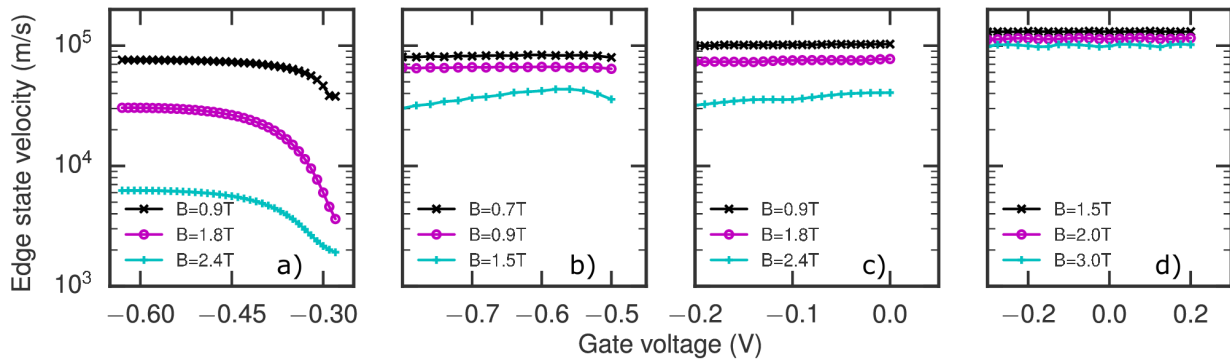 Edge state velocity (m/s)
10^5
10^4
10^3
B=0.9T
B=1.8T
B=2.4T
a)
−0.60 −0.45 −0.30
B=0.7T
B=0.9T
B=1.5T
b)
−0.7 −0.6 −0.5
B=0.9T
B=1.8T
B=2.4T
c)
−0.2 −0.1 0.0
B=1.5T
B=2.0T
B=3.0T
d)
−0.2 0.0 0.2
Gate voltage (V)